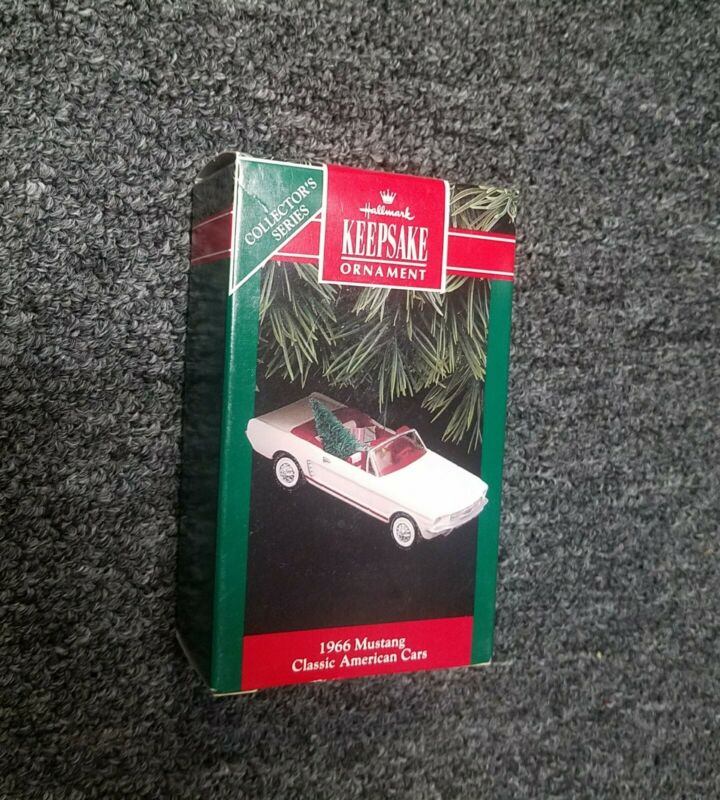 COLLECTOR'S
SERIES
Hallmark
KEEPSAKE
ORNAMENT
1966 Mustang
Classic American Cars